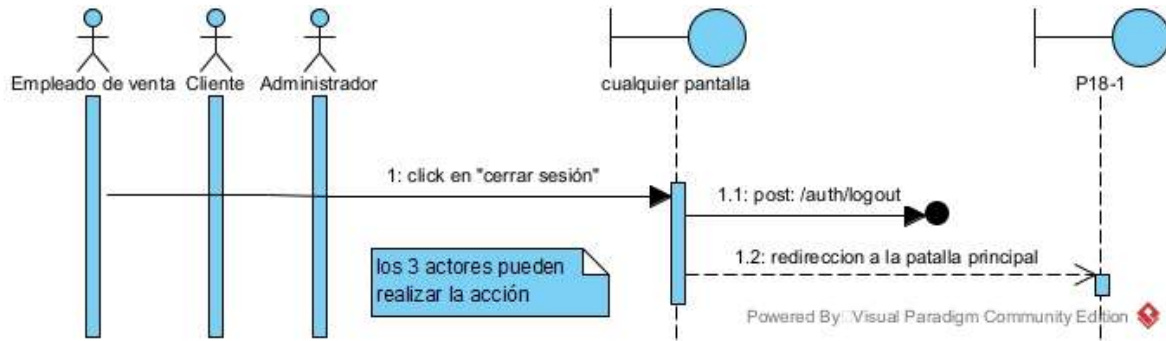 Empleado de venta
Cliente
Administrador
cualquier pantalla
P18-1
1: click en "cerrar sesión"
1.1: post: /auth/logout
1.2: redireccion a la patalla principal
los 3 actores pueden
realizar la acción
Powered By Visual Paradigm Community Edition